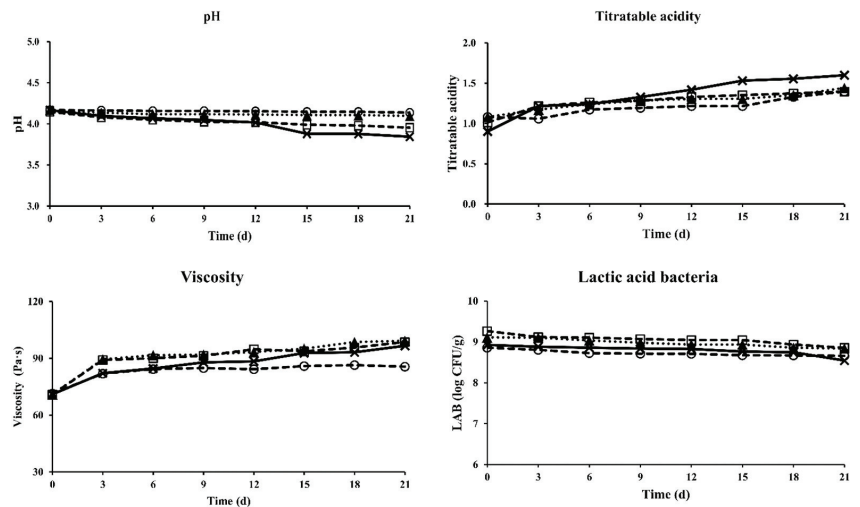 pH
5.0
4.5
4.0
3.5
3.0
pH
0 3 6 9 12 15 18 21
Time (d)
Titratable acidity
2.0
1.5
1.0
0.5
0.0
Titratable acidity
0 3 6 9 12 15 18 21
Time (d)
Viscosity
120
90
60
30
Viscosity (Pa·s)
0 3 6 9 12 15 18 21
Time (d)
Lactic acid bacteria
10
9
8
7
6
LAB (log CFU/g)
0 3 6 9 12 15 18 21
Time (d)